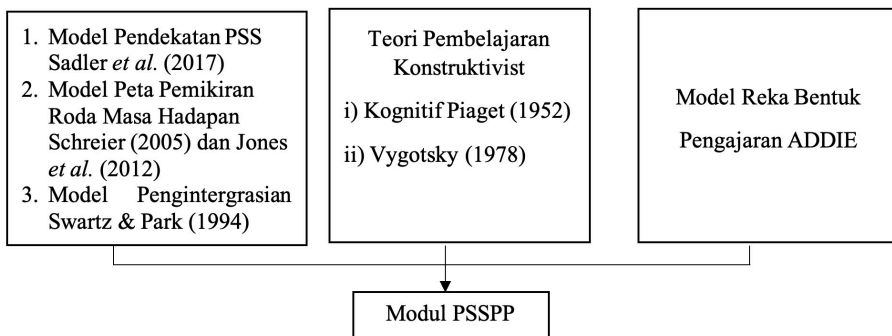 1. Model Pendekatan PSS
Sadler et al. (2017)
2. Model Peta Pemikiran
Roda Masa Hadapan
Schreier (2005) dan Jones
et al. (2012)
3. Model Pengintergrasian
Swartz & Park (1994)
Teori Pembelajaran
Konstruktivist
i) Kognitif Piaget (1952)
ii) Vygotsky (1978)
Model Reka Bentuk
Pengajaran ADDIE
Modul PSSPP